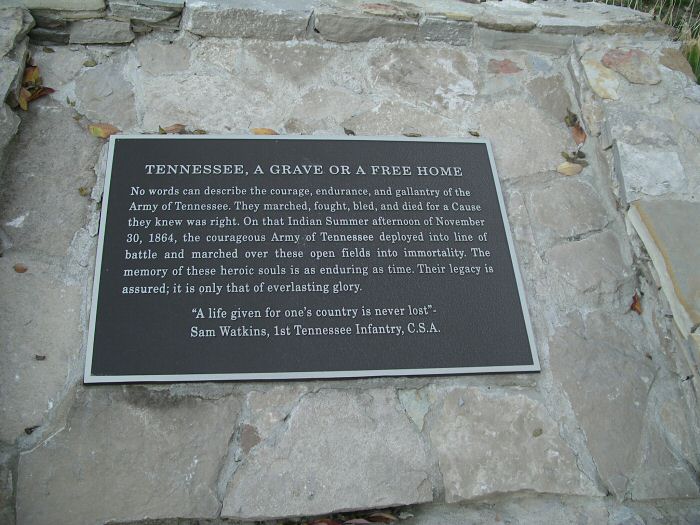 TENNESSEE, A GRAVE OR A FREE HOME
No words can describe the courage, endurance, and gallantry of the
Army of Tennessee. They marched, fought, bled, and died for a Cause
they knew was right. On that Indian Summer afternoon of November
30, 1864, the courageous Army of Tennessee deployed into line of
battle and marched over these open fields into immortality. The
memory of these heroic souls is as enduring as time. Their legacy is
assured; it is only that of everlasting glory.
"A life given for one's country is never lost"-
Sam Watkins, 1st Tennessee Infantry, C.S.A.